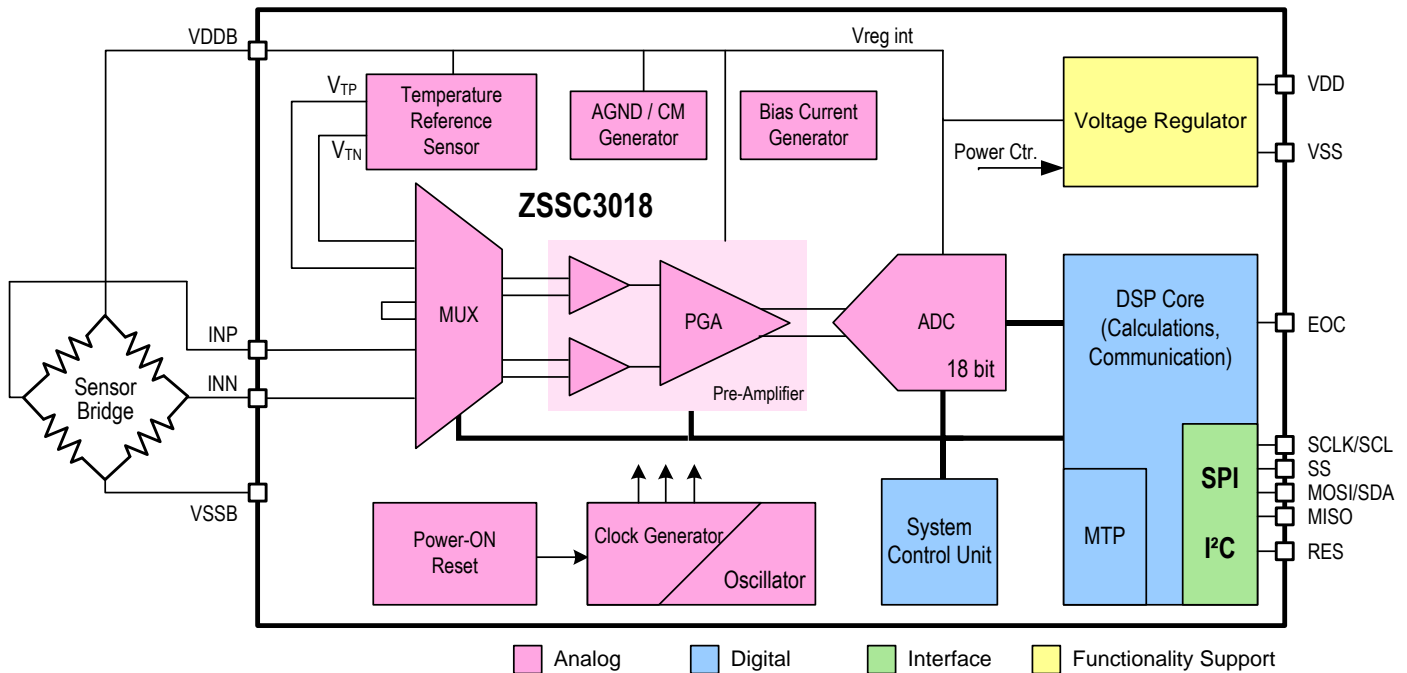 VDDB
Vreg int
VTP
VTN
Temperature
Reference
Sensor
AGND / CM
Generator
Bias Current
Generator
Voltage Regulator
VDD
VSS
Power Ctr.
ZSSC3018
MUX
PGA
Pre-Amplifier
ADC
18 bit
DSP Core
(Calculations,
Communication)
EOC
INP
INN
Sensor
Bridge
VSSB
Power-ON
Reset
Clock Generator
Oscillator
System
Control Unit
MTP
SPI
I²C
SCLK/SCL
SS
MOSI/SDA
MISO
RES
Analog
Digital
Interface
Functionality Support